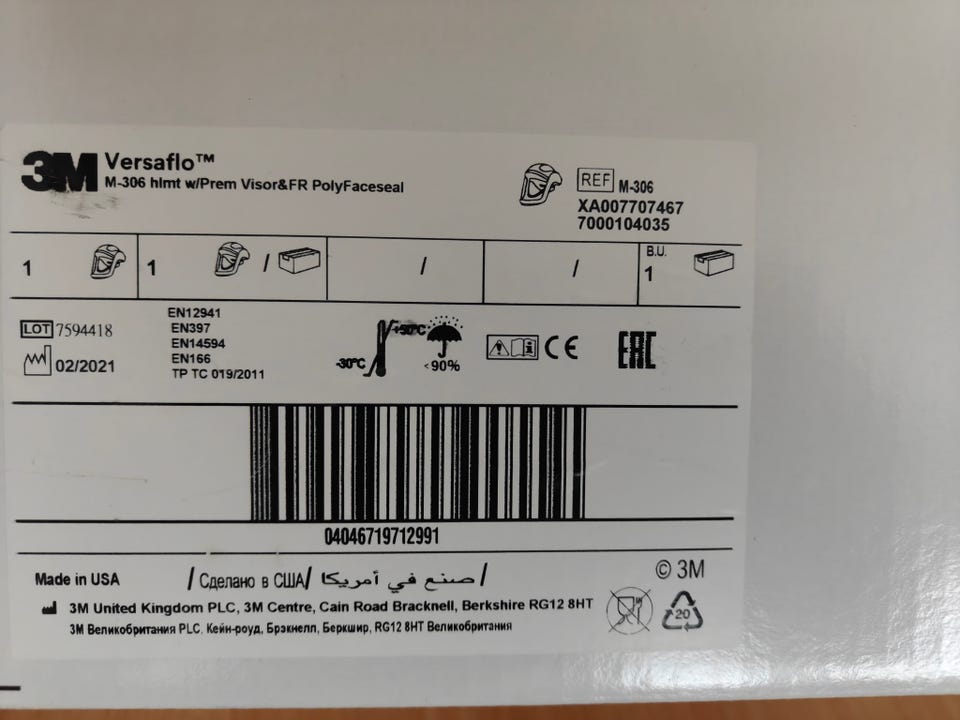 3M Versaflo™
M-306 hlmt w/Prem Visor&FR PolyFaceseal
REF M-306
XA007707467
7000104035
1 1 / / / B.U. 1
LOT 7594418
02/2021
EN12941
EN397
EN14594
EN166
TP TC 019/2011
-30°C +50°C
<90%
CE
EAC
04046719712991
Made in USA / Сделано в США/ صنع في أمريكا /
© 3M
3M United Kingdom PLC, 3M Centre, Cain Road Bracknell, Berkshire RG12 8HT
3М Великобритания PLC. Кейн-роуд, Брэкнелл, Беркшир, RG12 8HT Великобритания
20